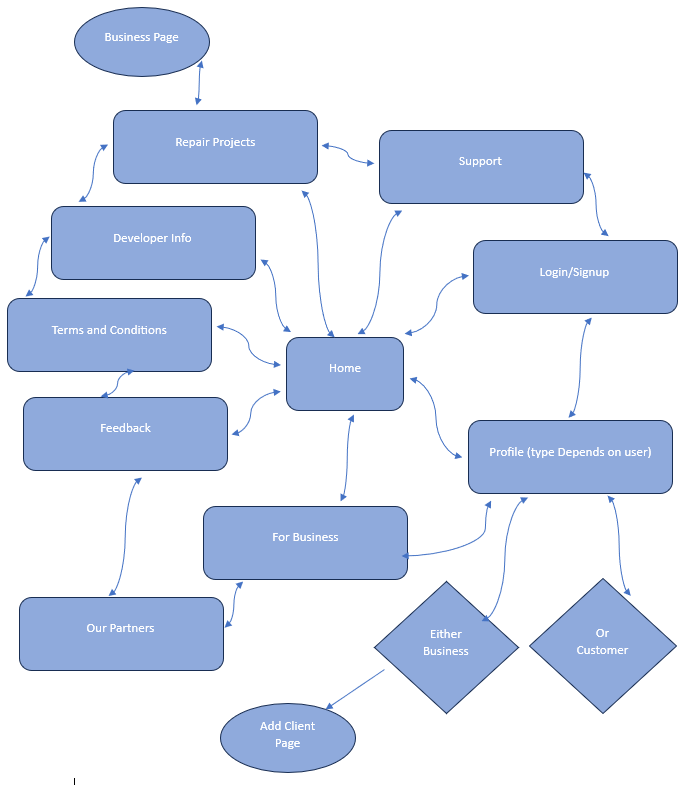 Business Page
Repair Projects
Support
Developer Info
Login/Signup
Terms and Conditions
Home
Feedback
Profile (type Depends on user)
For Business
Our Partners
Either
Business
Or
Customer
Add Client
Page